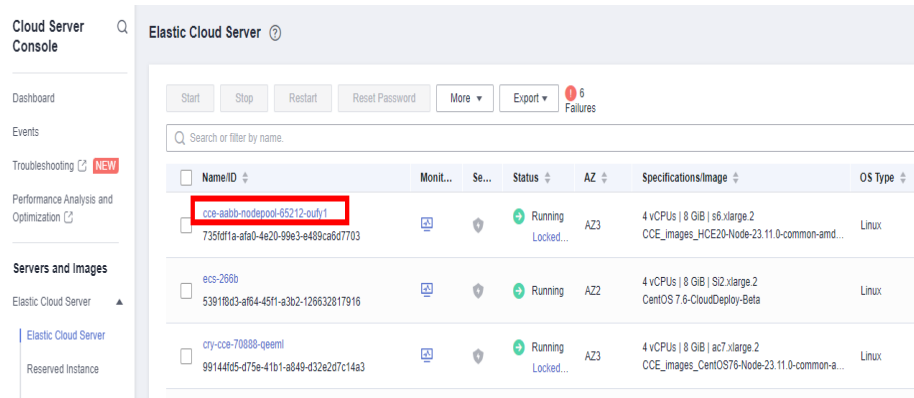 Cloud Server Console
Elastic Cloud Server
Dashboard
Events
Troubleshooting NEW
Performance Analysis and
Optimization
Servers and Images
Elastic Cloud Server
Elastic Cloud Server
Reserved Instance
Start Stop Restart Reset Password More Export 6 Failures
Search or filter by name.
Name/ID Monit... Se... Status AZ Specifications/Image OS Type
cce-aabb-nodepool-65212-oufy1
735fdf1a-afa0-4e20-99e3-e489ca6d7703
Running
Locked...
AZ3
4 vCPUs | 8 GiB | s6.xlarge.2
CCE_images_HCE20-Node-23.11.0-common-amd...
Linux
ecs-266b
5391f8d3-af64-45f1-a3b2-126632817916
Running
AZ2
4 vCPUs | 8 GiB | Si2.xlarge.2
CentOS 7.6-CloudDeploy-Beta
Linux
cry-cce-70888-qeeml
99144fd5-d75e-41b1-a849-d32e2d7c14a3
Running
Locked...
AZ3
4 vCPUs | 8 GiB | ac7.xlarge.2
CCE_images_CentOS76-Node-23.11.0-common-a...
Linux